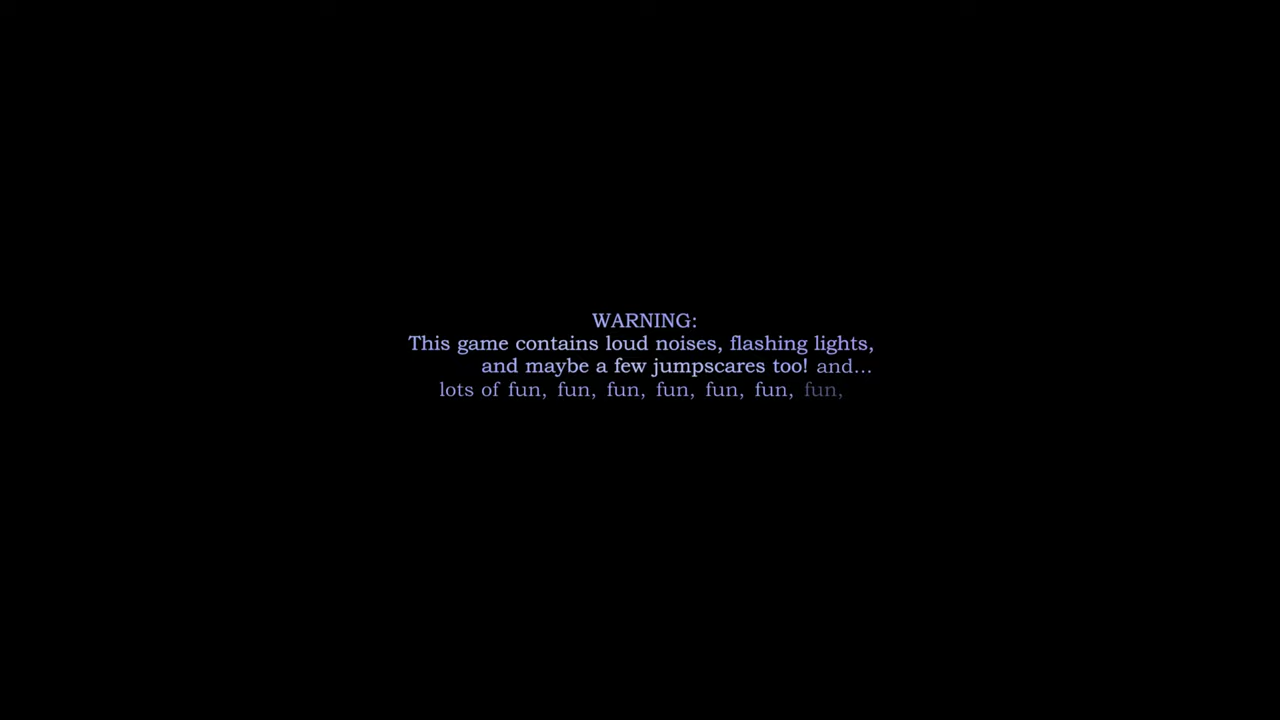 WARNING:
This game contains loud noises, flashing lights,
and maybe a few jumpscares too! and...
lots of fun, fun, fun, fun, fun, fun, fun,